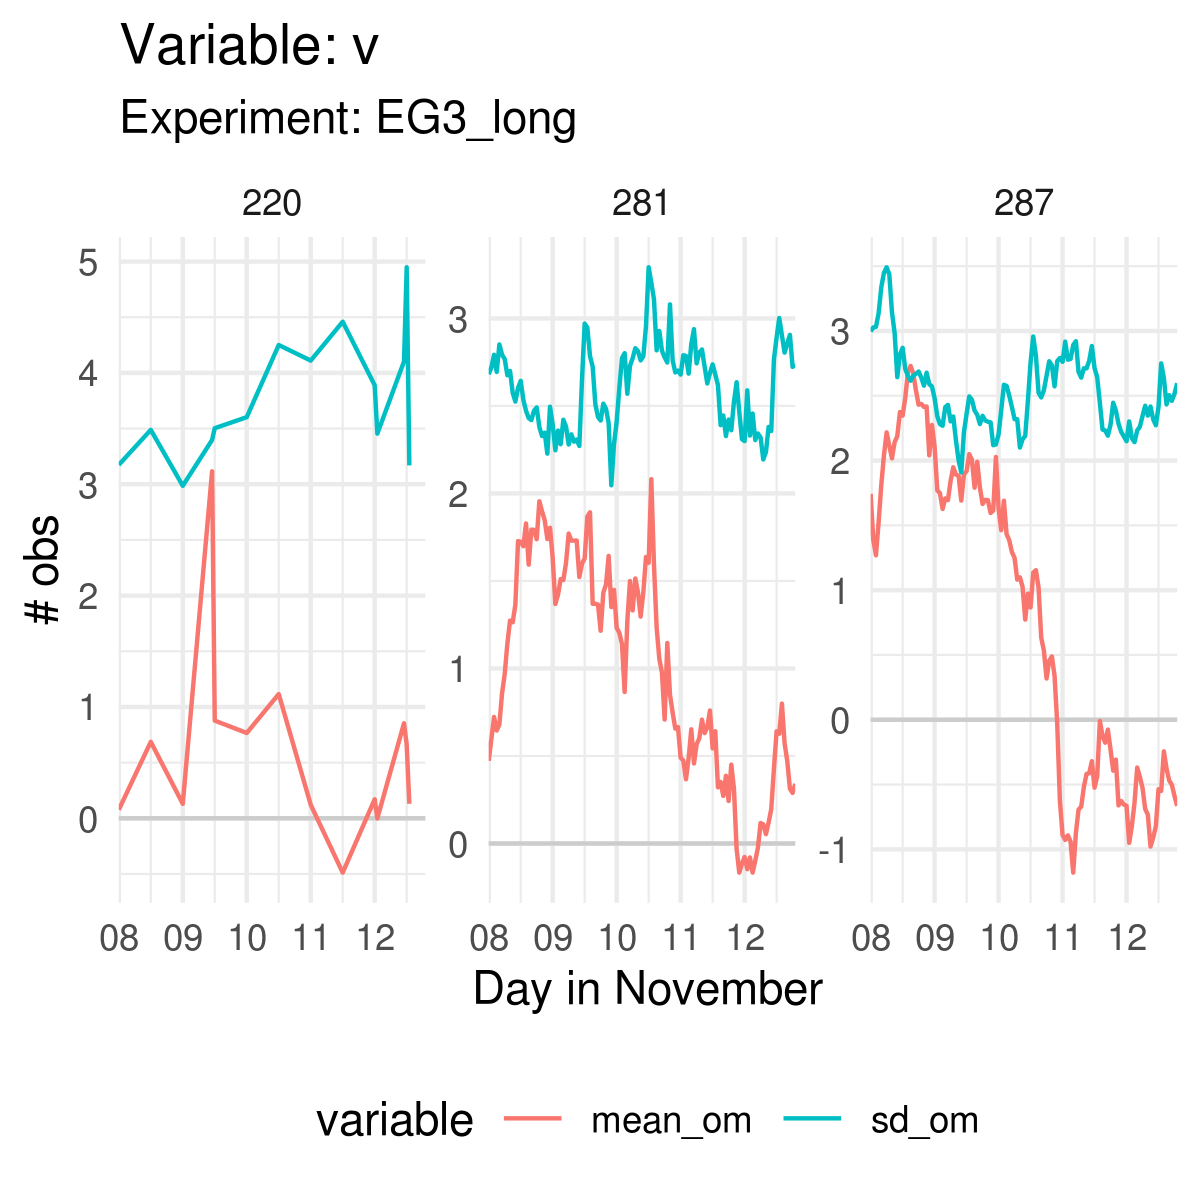 Variable: v
Experiment: EG3_long
220 281 287
5
4
3
2
1
0
3
2
1
0
3
2
1
0
-1
# obs
08 09 10 11 12 08 09 10 11 12 08 09 10 11 12
Day in November
variable mean_om sd_om